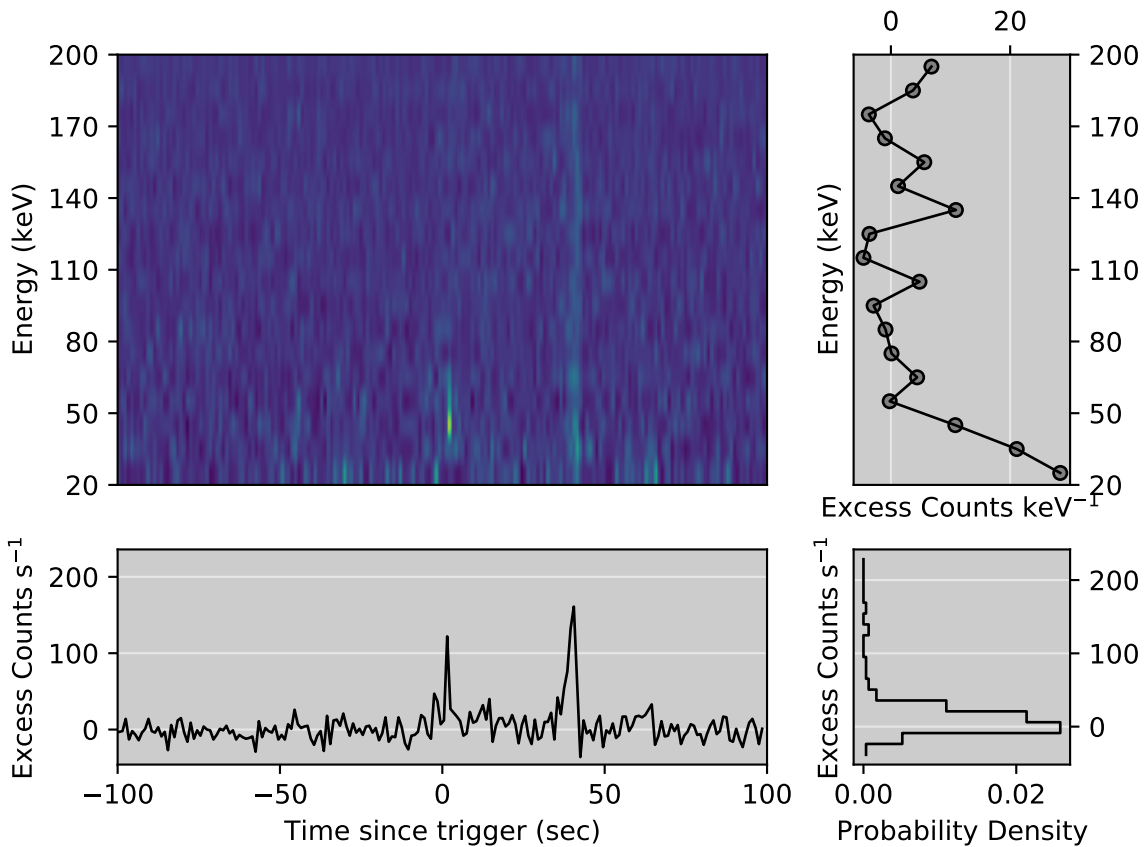 0 20
200
170
140
110
80
50
20
Energy (keV)
200
170
140
110
80
50
20
Energy (keV)
Excess Counts keV⁻¹
200
100
0
Excess Counts s⁻¹
−100 −50 0 50 100
Time since trigger (sec)
200
100
0
Excess Counts s⁻¹
0.00 0.02
Probability Density